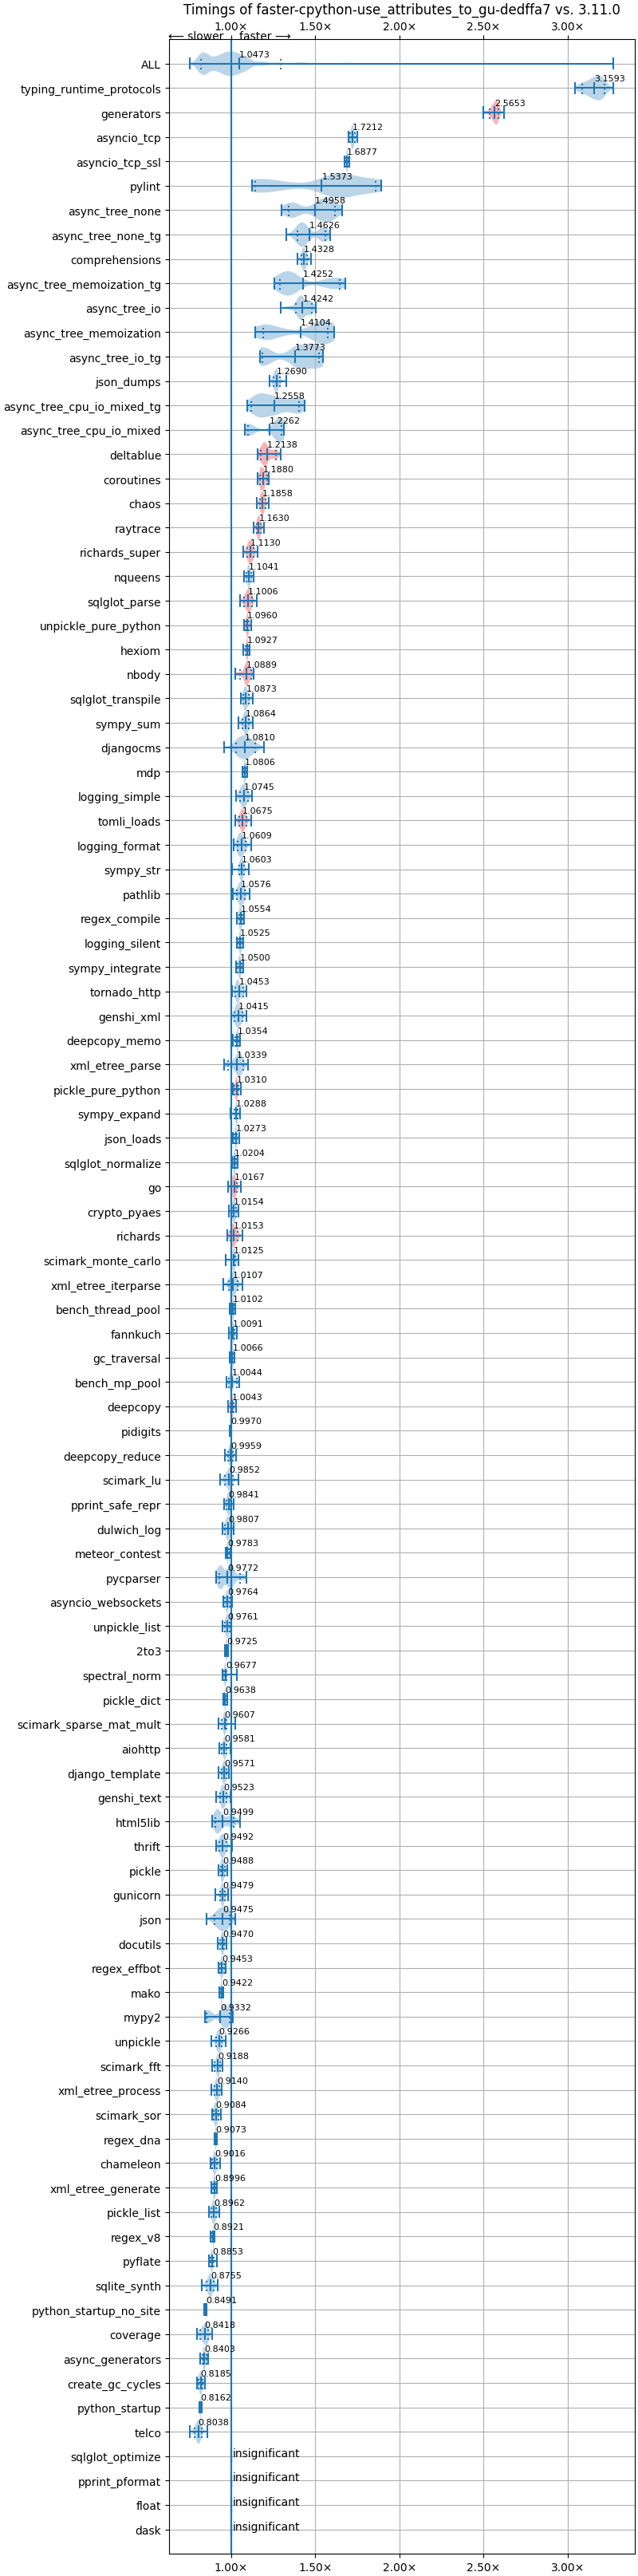 Timings of faster-cpython-use_attributes_to_gu-dedffa7 vs. 3.11.0
1.00× 1.50× 2.00× 2.50× 3.00×
⟵ slower faster ⟶
ALL 1.0473
typing_runtime_protocols 3.1593
generators 2.5653
asyncio_tcp 1.7212
asyncio_tcp_ssl 1.6877
pylint 1.5373
async_tree_none 1.4958
async_tree_none_tg 1.4626
comprehensions 1.4328
async_tree_memoization_tg 1.4252
async_tree_io 1.4242
async_tree_memoization 1.4104
async_tree_io_tg 1.3773
json_dumps 1.2690
async_tree_cpu_io_mixed_tg 1.2558
async_tree_cpu_io_mixed 1.2262
deltablue 1.2138
coroutines 1.1880
chaos 1.1858
raytrace 1.1630
richards_super 1.1130
nqueens 1.1041
sqlglot_parse 1.1006
unpickle_pure_python 1.0960
hexiom 1.0927
nbody 1.0889
sqlglot_transpile 1.0873
sympy_sum 1.0864
djangocms 1.0810
mdp 1.0806
logging_simple 1.0745
tomli_loads 1.0675
logging_format 1.0609
sympy_str 1.0603
pathlib 1.0576
regex_compile 1.0554
logging_silent 1.0525
sympy_integrate 1.0500
tornado_http 1.0453
genshi_xml 1.0415
deepcopy_memo 1.0354
xml_etree_parse 1.0339
pickle_pure_python 1.0310
sympy_expand 1.0288
json_loads 1.0273
sqlglot_normalize 1.0204
go 1.0167
crypto_pyaes 1.0154
richards 1.0153
scimark_monte_carlo 1.0125
xml_etree_iterparse 1.0107
bench_thread_pool 1.0102
fannkuch 1.0091
gc_traversal 1.0066
bench_mp_pool 1.0044
deepcopy 1.0043
pidigits 0.9970
deepcopy_reduce 0.9959
scimark_lu 0.9852
pprint_safe_repr 0.9841
dulwich_log 0.9807
meteor_contest 0.9783
pycparser 0.9772
asyncio_websockets 0.9764
unpickle_list 0.9761
2to3 0.9725
spectral_norm 0.9677
pickle_dict 0.9638
scimark_sparse_mat_mult 0.9607
aiohttp 0.9581
django_template 0.9571
genshi_text 0.9523
html5lib 0.9499
thrift 0.9492
pickle 0.9488
gunicorn 0.9479
json 0.9475
docutils 0.9470
regex_effbot 0.9453
mako 0.9422
mypy2 0.9332
unpickle 0.9266
scimark_fft 0.9188
xml_etree_process 0.9140
scimark_sor 0.9084
regex_dna 0.9073
chameleon 0.9016
xml_etree_generate 0.8996
pickle_list 0.8962
regex_v8 0.8921
pyflate 0.8853
sqlite_synth 0.8755
python_startup_no_site 0.8491
coverage 0.8418
async_generators 0.8403
create_gc_cycles 0.8185
python_startup 0.8162
telco 0.8038
sqlglot_optimize insignificant
pprint_pformat insignificant
float insignificant
dask insignificant
1.00× 1.50× 2.00× 2.50× 3.00×